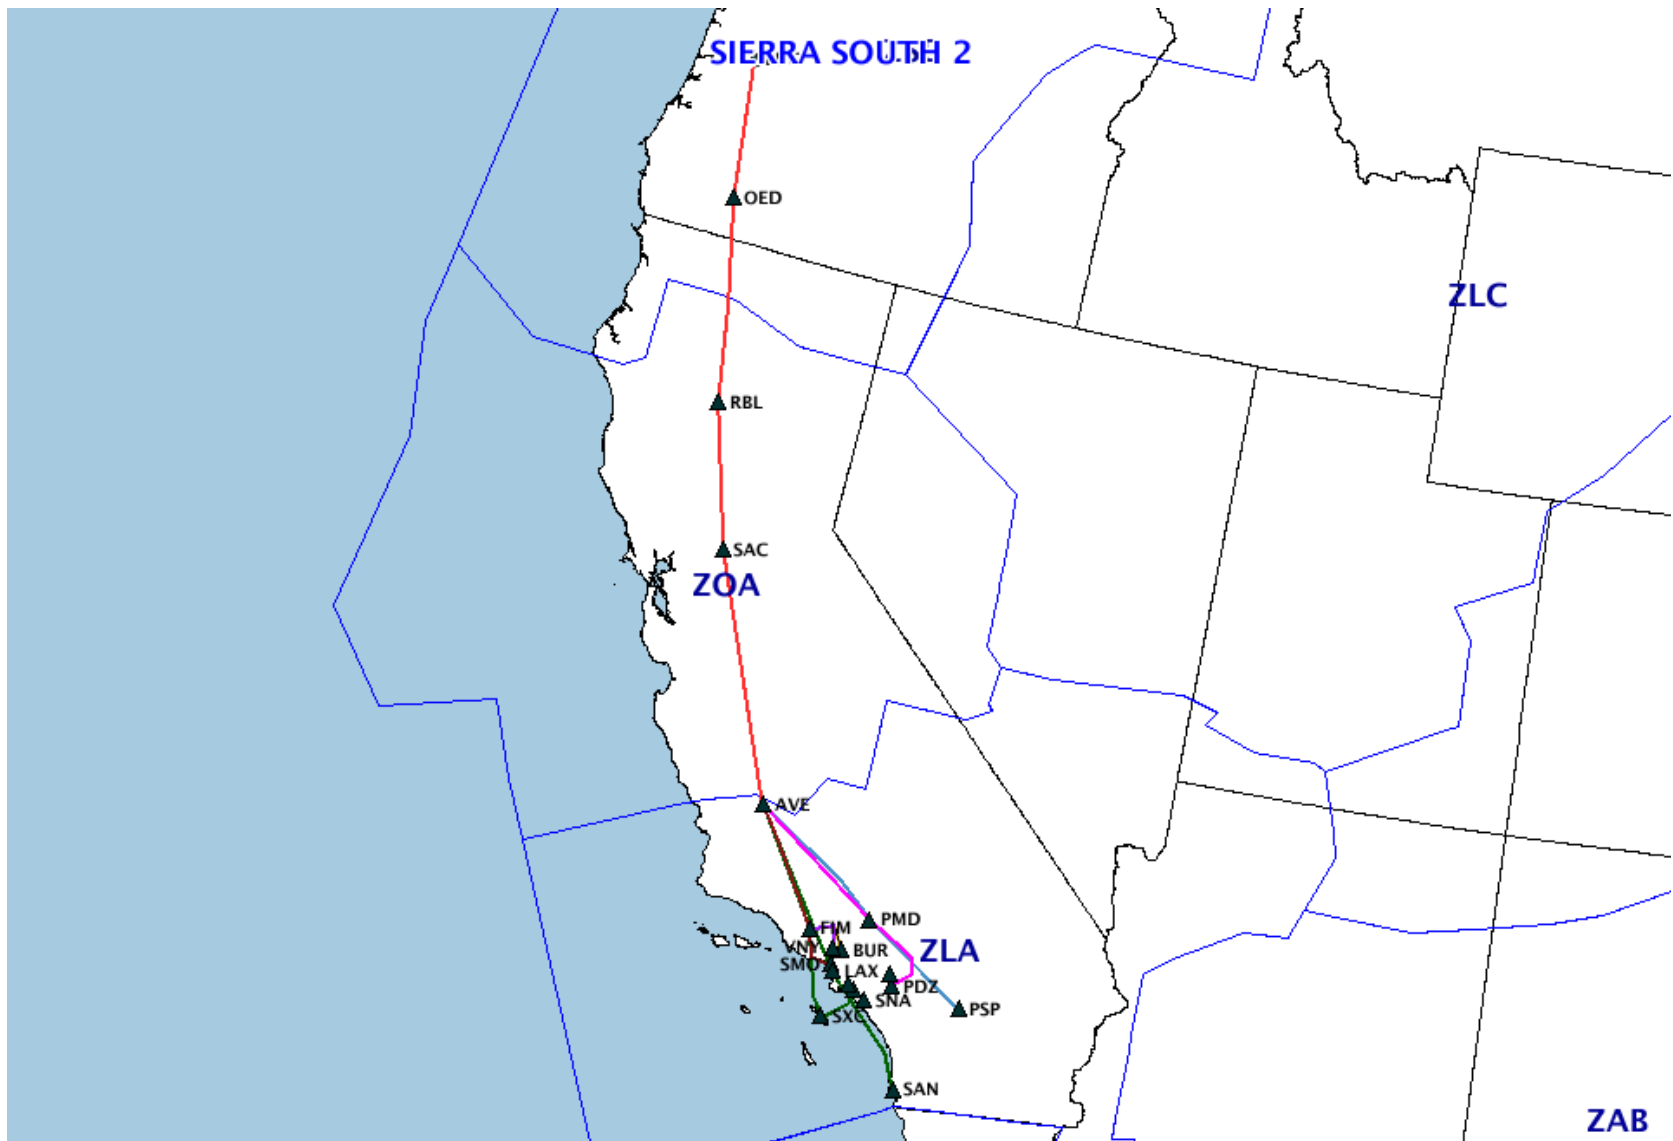 SIERRA SOUTH 2
OED
ZLC
RBL
SAC
ZOA
AVE
PMD
FIM
VNY
BUR
ZLA
SMO
LAX
PDZ
SNA
PSP
SXC
SAN
ZAB